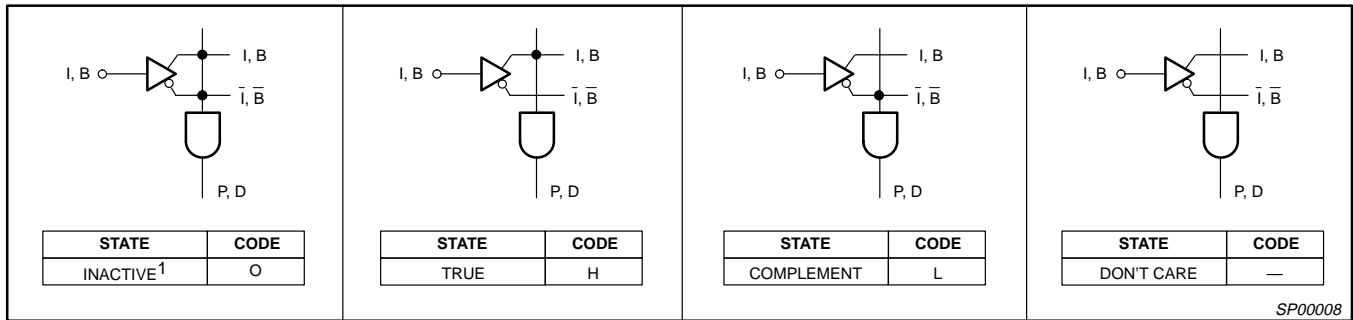 I, B
I, B
I̅, B̅
P, D
STATE CODE
INACTIVE1 O
I, B
I, B
I̅, B̅
P, D
STATE CODE
TRUE H
I, B
I, B
I̅, B̅
P, D
STATE CODE
COMPLEMENT L
I, B
I, B
I̅, B̅
P, D
STATE CODE
DON'T CARE —
SP00008